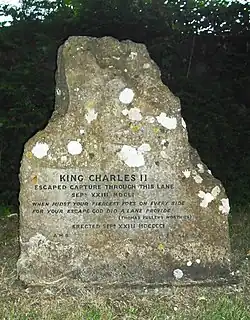 KING CHARLES II
ESCAPED CAPTURE THROUGH THIS LANE
SEPT XXIII MDCLI
WHEN MIDST YOUR FIERCEST FOES ON EVERY SIDE
FOR YOUR ESCAPE GOD DID A LANE PROVIDE
(THOMAS FULLER'S WORTHIES)
ERECTED SEPT XXIII MDCCCCI